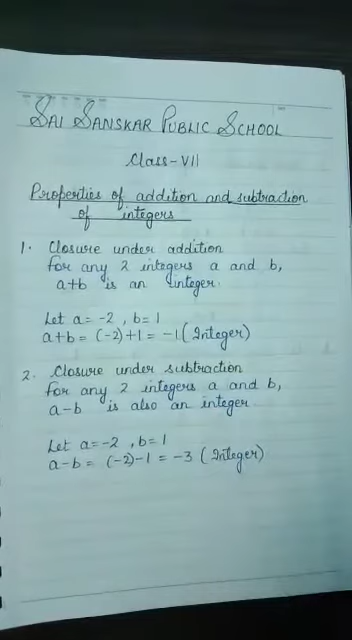 SAI SANSKAR PUBLIC SCHOOL
Class-VII
Properties of addition and subtraction
of integers
1. Closure under addition
for any 2 integers a and b,
a+b is an integer.
Let a=-2, b=1
a+b = (-2)+1 = -1 (Integer)
2. Closure under subtraction
for any 2 integers a and b,
a-b is also an integer.
Let a=-2, b=1
a-b = (-2)-1 = -3 (Integer)